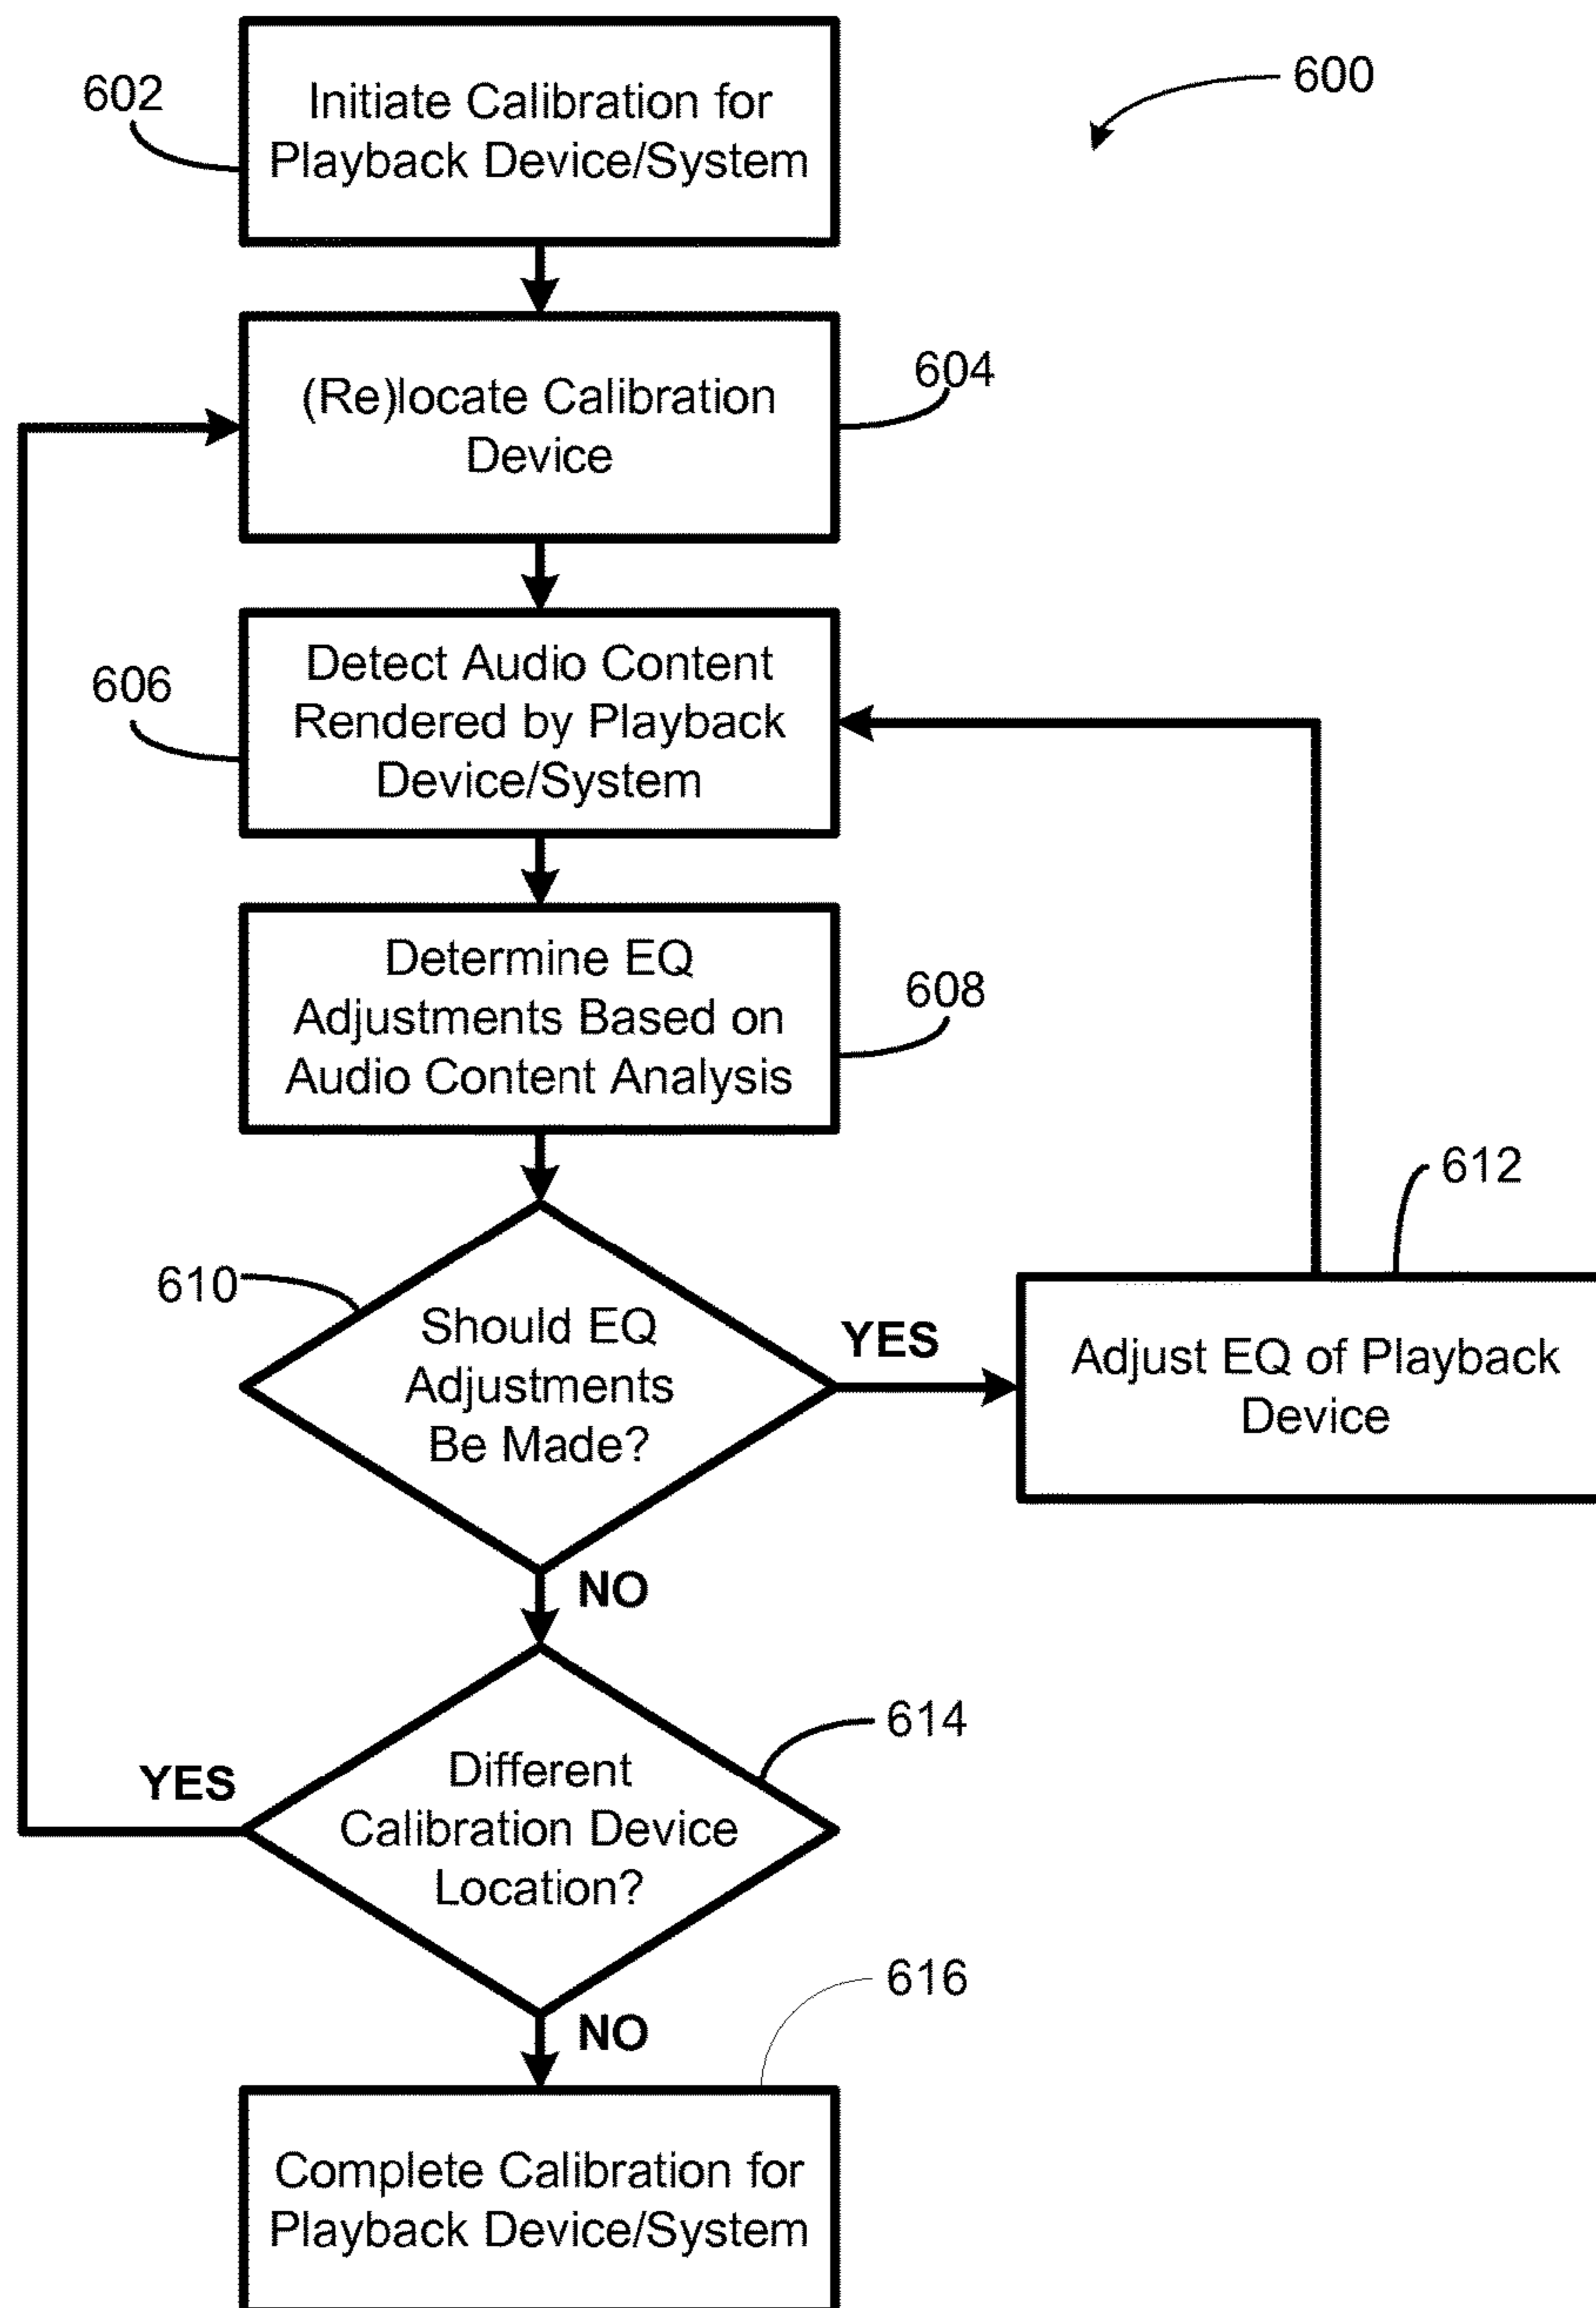 600
602
Initiate Calibration for
Playback Device/System
604
(Re)locate Calibration
Device
606
Detect Audio Content
Rendered by Playback
Device/System
608
Determine EQ
Adjustments Based on
Audio Content Analysis
610
Should EQ
Adjustments
Be Made?
YES
612
Adjust EQ of Playback
Device
NO
614
Different
Calibration Device
Location?
YES
NO
616
Complete Calibration for
Playback Device/System